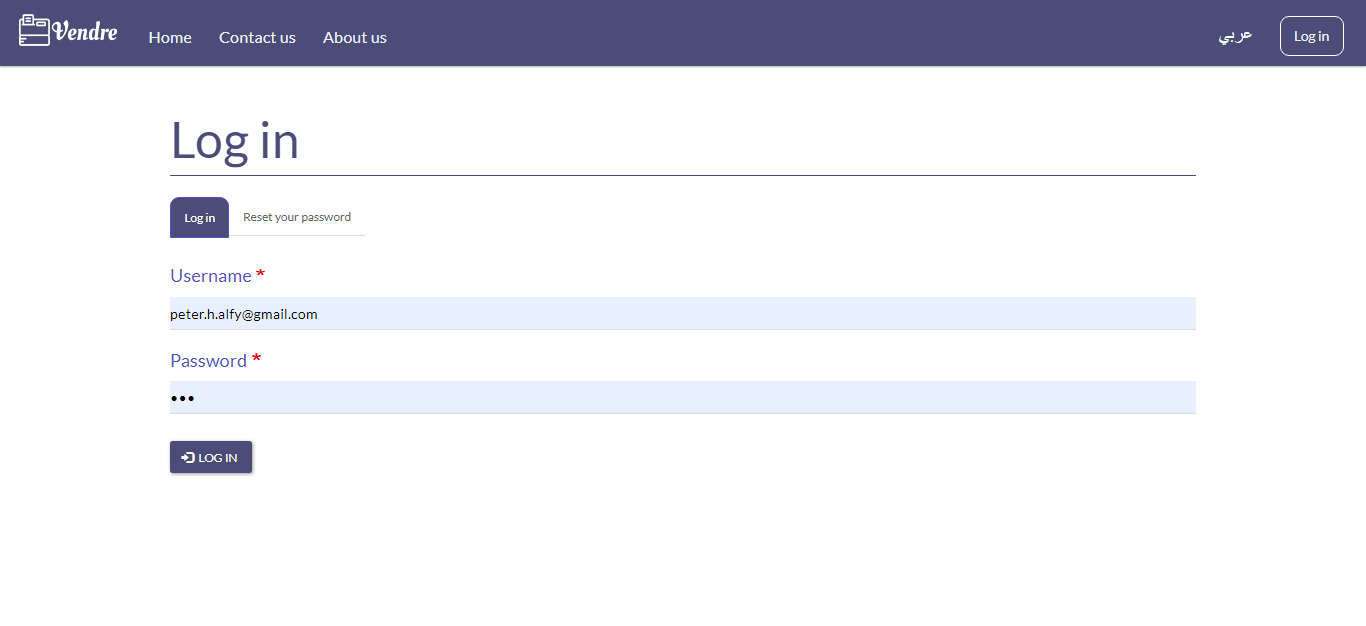 Vendre Home Contact us About us عربي Log in
Log in
Log in Reset your password
Username *
peter.h.alfy@gmail.com
Password *
•••
LOG IN